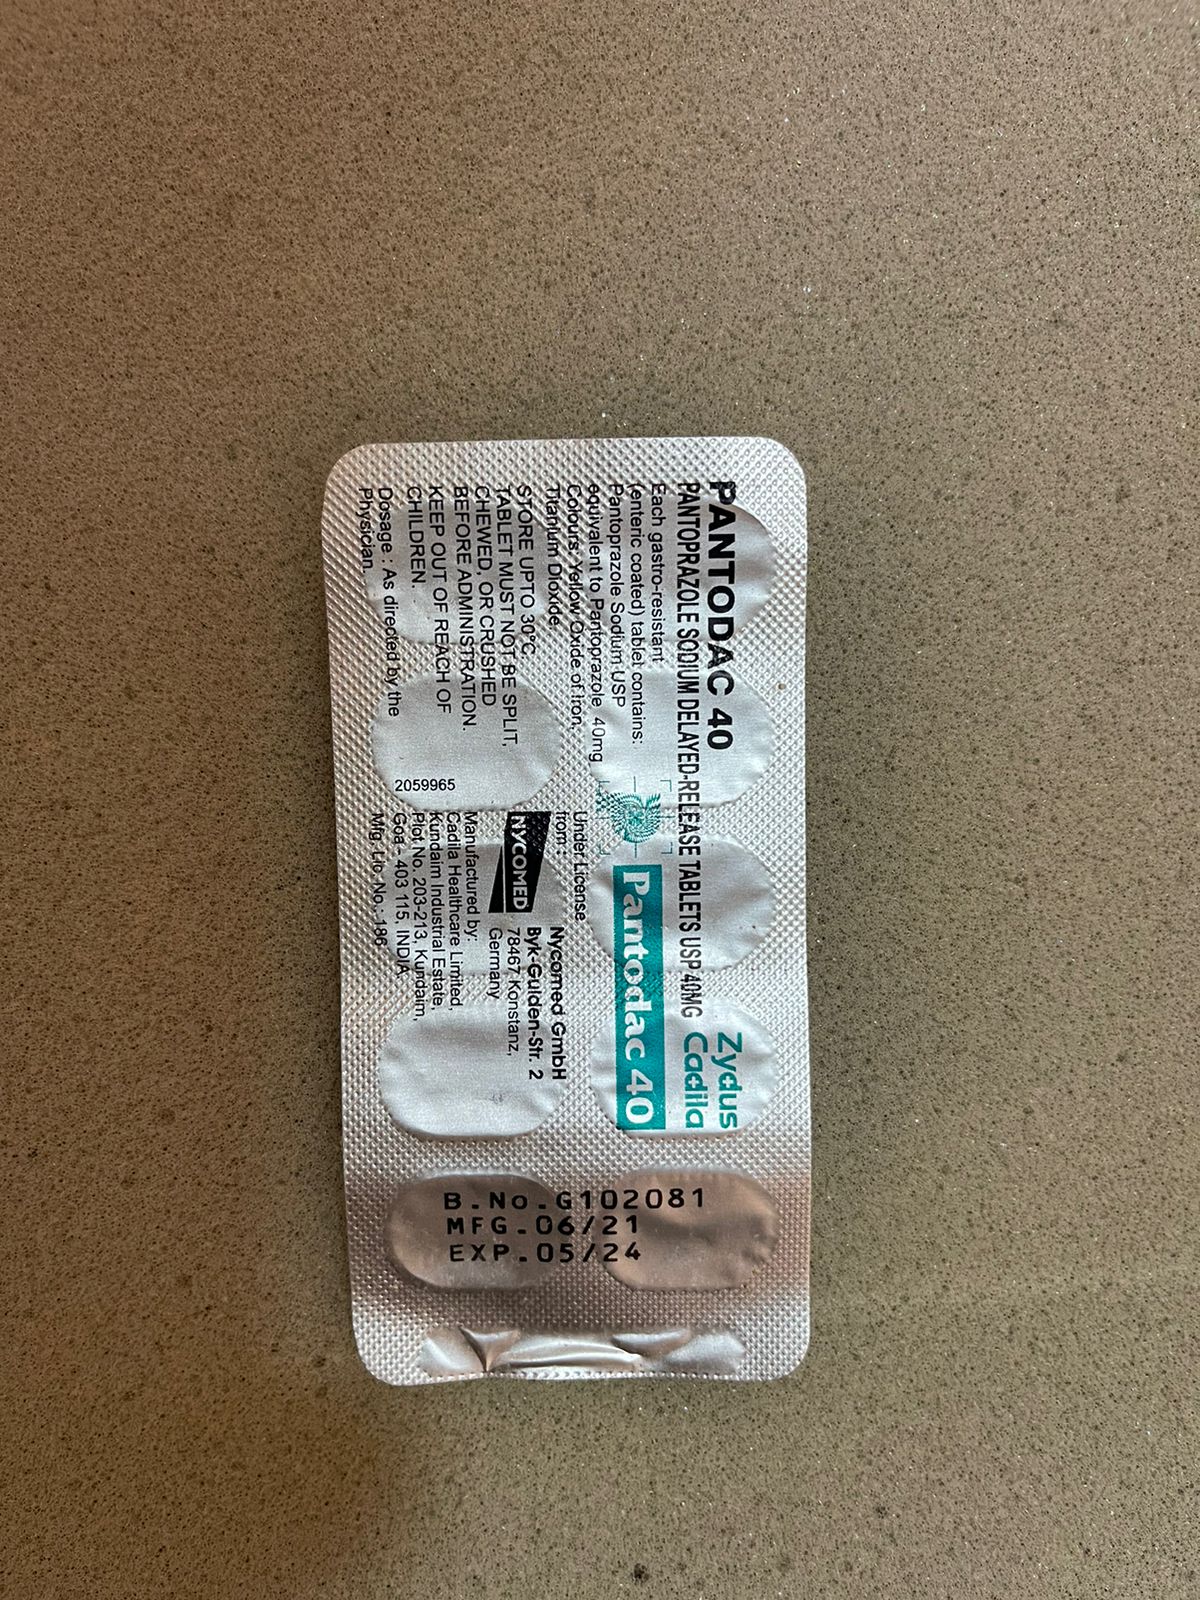 PANTODAC 40
PANTOPRAZOLE SODIUM DELAYED-RELEASE TABLETS USP 40MG
Each gastro-resistant
(enteric coated) tablet contains:
Pantoprazole Sodium USP
equivalent to Pantoprazole 40mg
Colours: Yellow Oxide of Iron,
Titanium Dioxide.
STORE UPTO 30°C.
TABLET MUST NOT BE SPLIT,
CHEWED, OR CRUSHED
BEFORE ADMINISTRATION.
KEEP OUT OF REACH OF
CHILDREN.
Dosage : As directed by the
Physician.
2059965
Zydus
Cadila
Pantodac 40
Under License
from :
NYCOMED
Nycomed GmbH
Byk-Gulden-Str. 2
78467 Konstanz,
Germany
Manufactured by:
Cadila Healthcare Limited,
Kundaim Industrial Estate,
Plot No. 203-213, Kundaim,
Goa - 403 115, INDIA.
Mfg. Lic. No.: 186
B.No.G102081
MFG.06/21
EXP.05/24